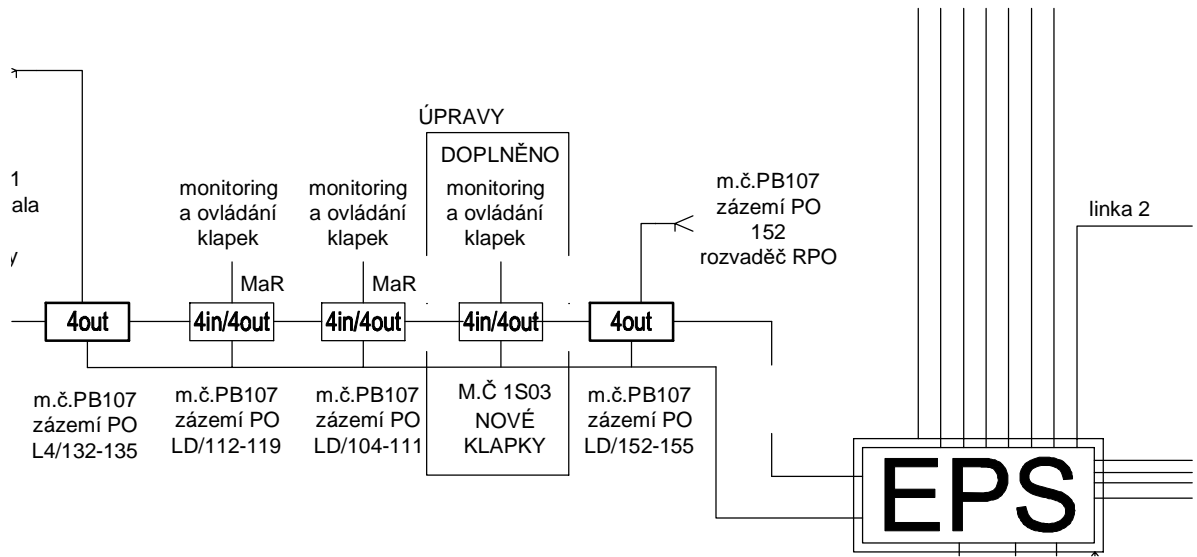 ÚPRAVY
DOPLNĚNO
1
ala
y
monitoring
a ovládání
klapek
MaR
monitoring
a ovládání
klapek
MaR
monitoring
a ovládání
klapek
m.č.PB107
zázemí PO
152
rozvaděč RPO
linka 2
4out
4in/4out
4in/4out
4in/4out
4out
m.č.PB107
zázemí PO
L4/132-135
m.č.PB107
zázemí PO
LD/112-119
m.č.PB107
zázemí PO
LD/104-111
M.Č 1S03
NOVÉ
KLAPKY
m.č.PB107
zázemí PO
LD/152-155
EPS